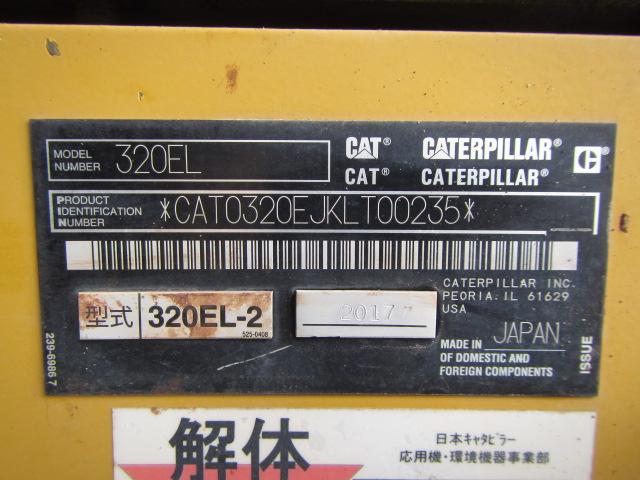 MODEL NUMBER 320EL
CAT® CATERPILLAR® C
CAT® CATERPILLAR®
PRODUCT IDENTIFICATION NUMBER *CAT0320EJKLT00235*
CATERPILLAR INC.
PEORIA, IL 61629
USA
型式 320EL-2
525-0408
2017
MADE IN JAPAN
OF DOMESTIC AND
FOREIGN COMPONENTS
ISSUE
239-5986 7
解体
日本キャタピラー
応用機・環境機器事業部